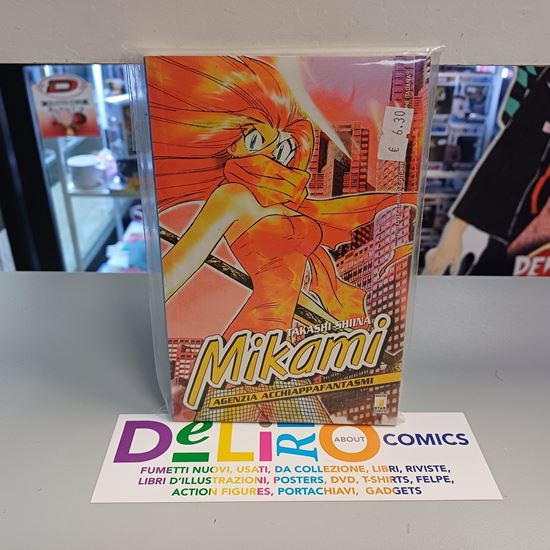 € 6.30
TAKASHI SHIINA
Mikami
AGENZIA ACCHIAPPAFANTASMI
DeLiRiO ABOUT COMICS
FUMETTI NUOVI, USATI, DA COLLEZIONE, LIBRI, RIVISTE,
LIBRI D'ILLUSTRAZIONI, POSTERS, DVD, T-SHIRTS, FELPE,
ACTION FIGURES, PORTACHIAVI, GADGETS